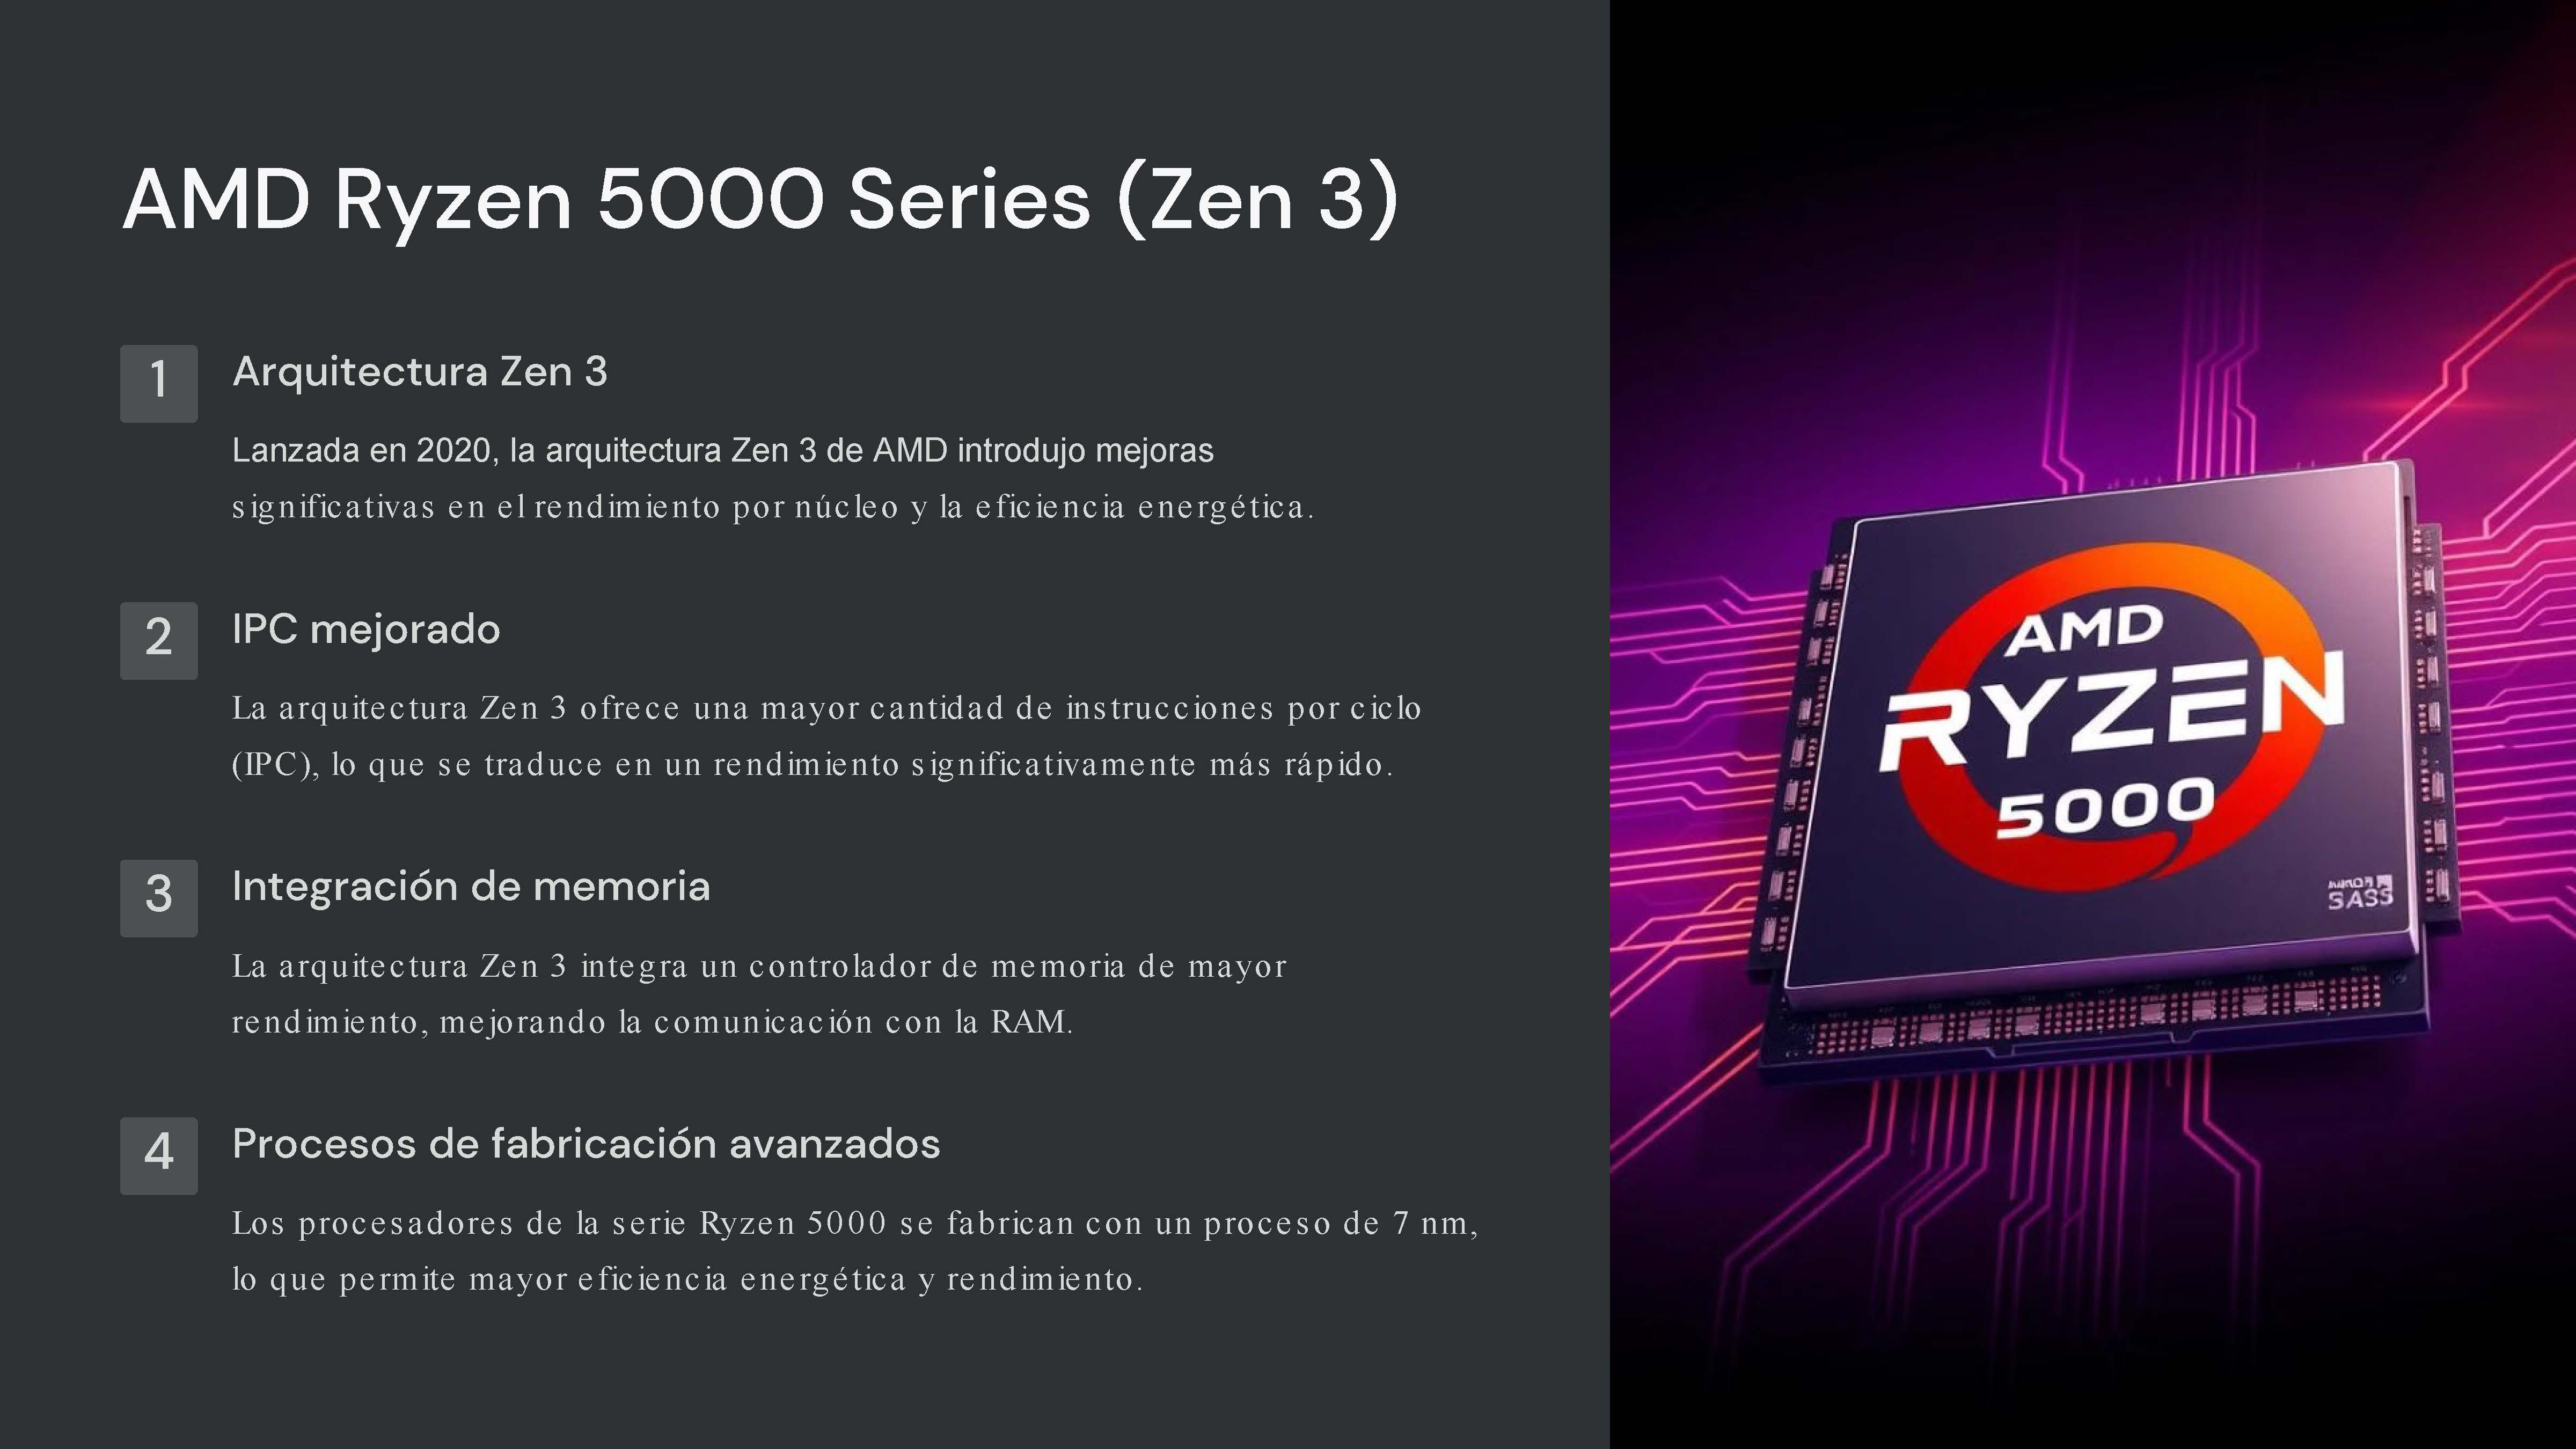 AMD Ryzen 5000 Series (Zen 3)
1
Arquitectura Zen 3
Lanzada en 2020, la arquitectura Zen 3 de AMD introdujo mejoras
significativas en el rendimiento por núcleo y la eficiencia energética.
2
IPC mejorado
La arquitectura Zen 3 ofrece una mayor cantidad de instrucciones por ciclo
(IPC), lo que se traduce en un rendimiento significativamente más rápido.
3
Integración de memoria
La arquitectura Zen 3 integra un controlador de memoria de mayor
rendimiento, mejorando la comunicación con la RAM.
4
Procesos de fabricación avanzados
Los procesadores de la serie Ryzen 5000 se fabrican con un proceso de 7 nm,
lo que permite mayor eficiencia energética y rendimiento.
AMD
RYZEN
5000